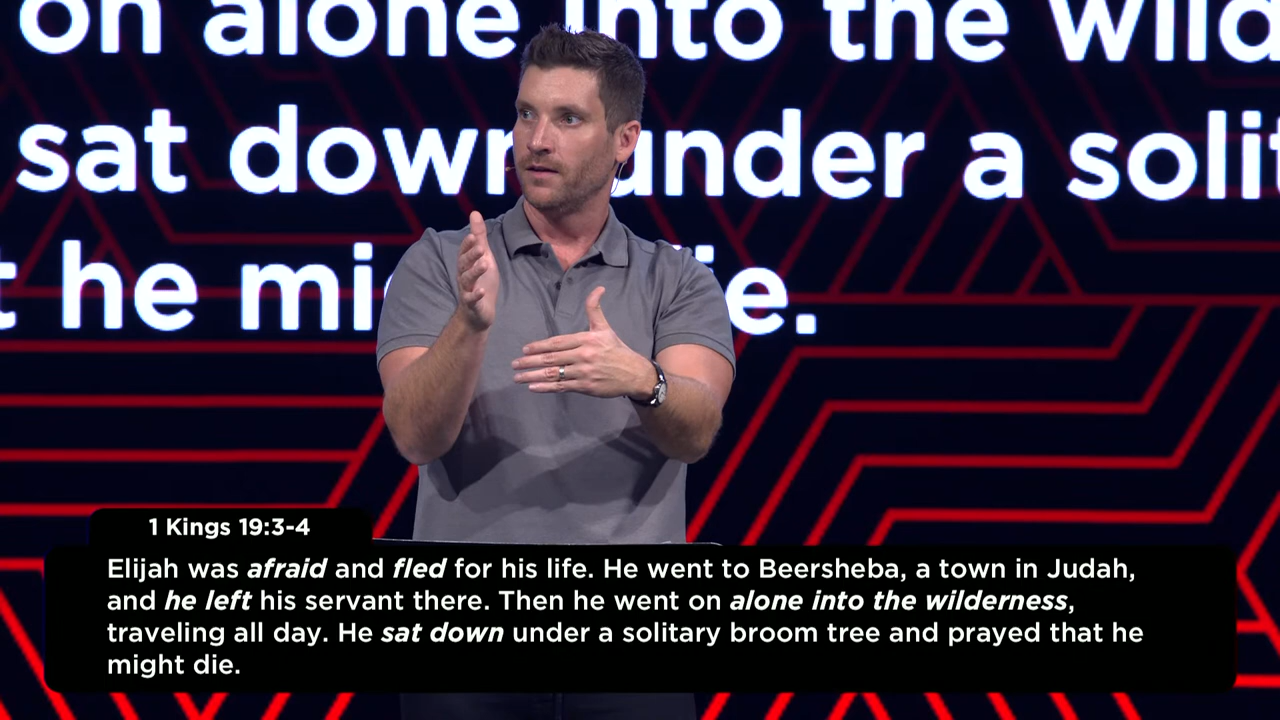 on alone into the wild
sat down under a solit
t he mi die.
1 Kings 19:3-4
Elijah was afraid and fled for his life. He went to Beersheba, a town in Judah,
and he left his servant there. Then he went on alone into the wilderness,
traveling all day. He sat down under a solitary broom tree and prayed that he
might die.